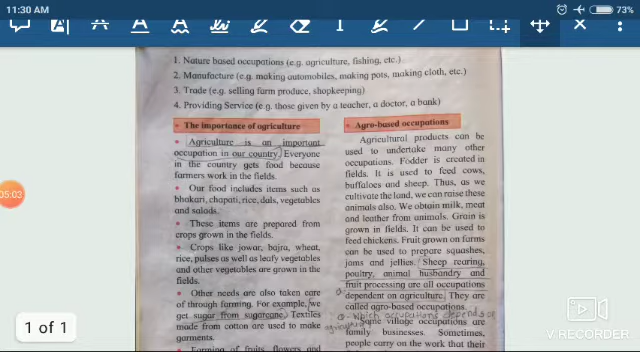 11:30 AM
73%
1. Nature based occupations (e.g. agriculture, fishing, etc.)
2. Manufacture (e.g. making automobiles, making pots, making cloth, etc.)
3. Trade (e.g. selling farm produce, shopkeeping)
4. Providing Service (e.g. those given by a teacher, a doctor, a bank)
• The importance of agriculture
• Agriculture is an important
occupation in our country. Everyone
in the country gets food because
farmers work in the fields.
• Our food includes items such as
bhakari, chapati, rice, dals, vegetables
and salads.
• These items are prepared from
crops grown in the fields.
• Crops like jowar, bajra, wheat,
rice, pulses as well as leafy vegetables
and other vegetables are grown in the
fields.
• Other needs are also taken care
of through farming. For example, we
get sugar from sugarcane. Textiles
made from cotton are used to make
garments.
• Farming of fruits, flowers and
• Agro-based occupations
Agricultural products can be
used to undertake many other
occupations. Fodder is created in
fields. It is used to feed cows,
buffaloes and sheep. Thus, as we
cultivate the land, we can raise these
animals also. We obtain milk, meat
and leather from animals. Grain is
grown in fields. It can be used to
feed chickens. Fruit grown on farms
can be used to prepare squashes,
jams and jellies. Sheep rearing,
poultry, animal husbandry and
fruit processing are all occupations
dependent on agriculture. They are
called agro-based occupations.
which occupations depends on
Some village occupations are
family businesses. Sometimes,
people carry on the work that their
05:03
1 of 1
V RECORDER